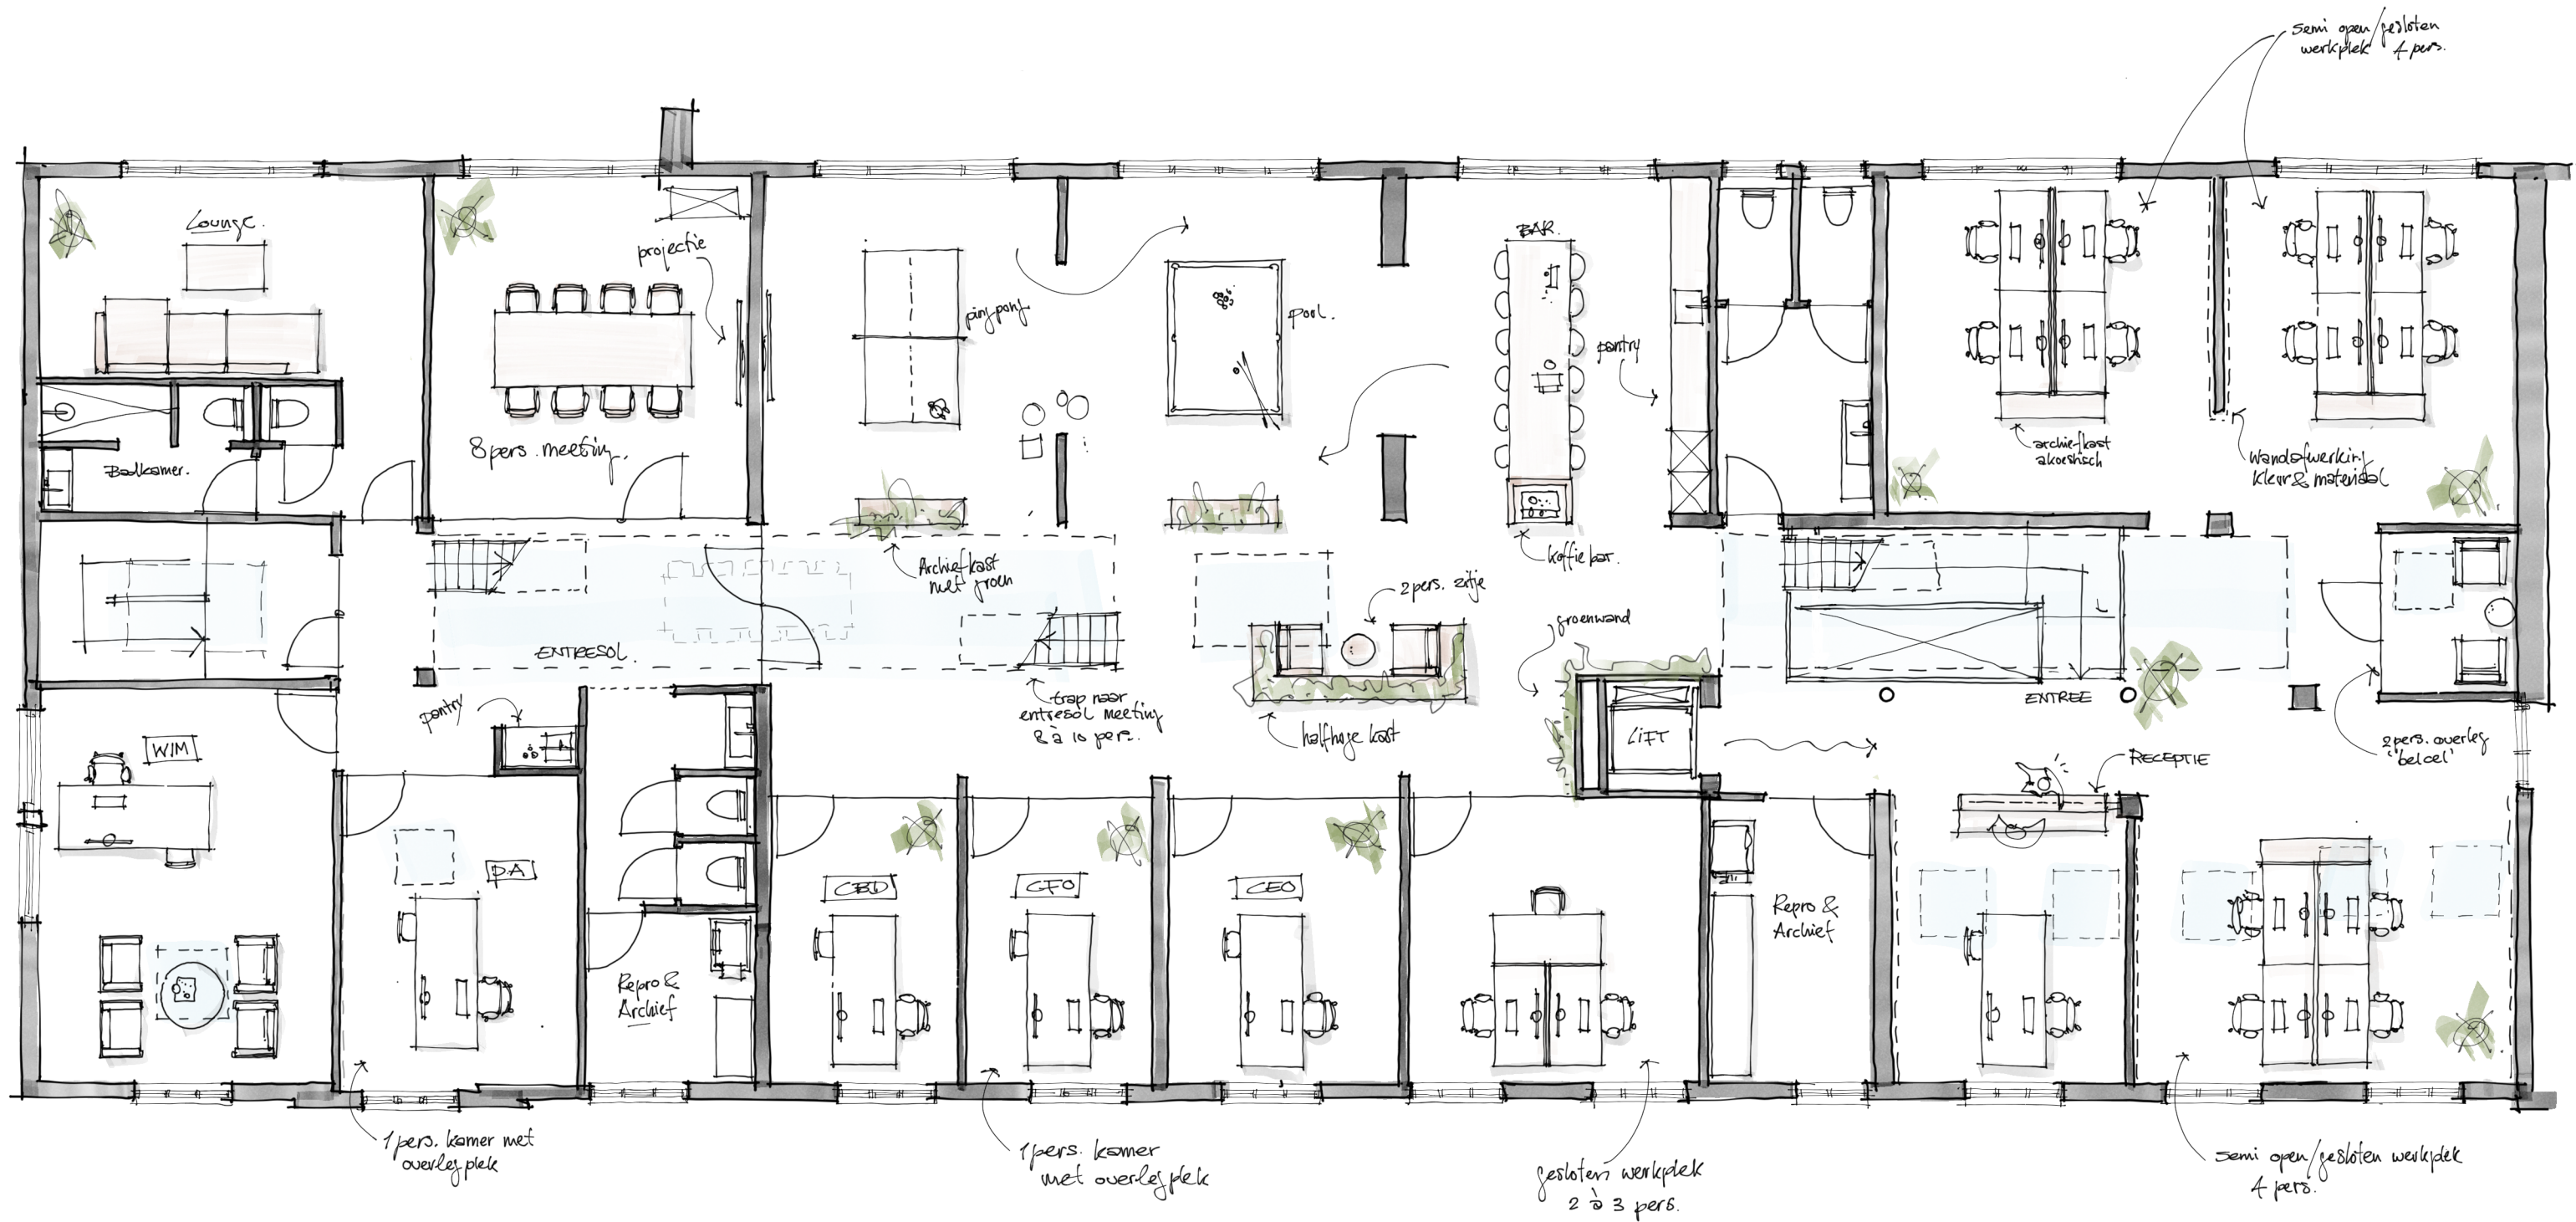 semi open/gesloten
werkplek 4 pers.
Lounge.
projectie
BAR.
ping pong
pool.
pantry
8 pers. meeting.
Badkamer.
archiefkast
akoestisch
wandafwerking
kleur & materiaal
Archiefkast
met groen
koffie bar.
2 pers. zitje
groenwand
ENTRESOL.
trap naar
entresol meeting
8 à 10 pers.
halfhoge kast
pantry
LIFT
ENTREE
RECEPTIE
2 pers. overleg
'belcel'
WIM
PA
CBD
CFO
CEO
Repro &
Archief
Repro &
Archief
1 pers. kamer met
overlegplek
1 pers. kamer
met overlegplek
gesloten werkplek
2 à 3 pers.
semi open/gesloten werkplek
4 pers.